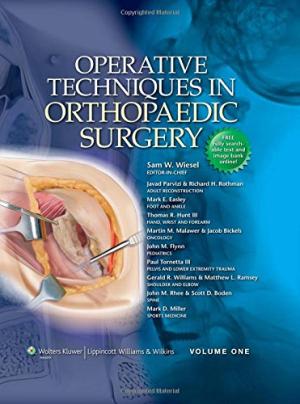 OPERATIVE
TECHNIQUES IN
ORTHOPAEDIC
SURGERY
FREE
fully search-
able text and
image bank
online!
Sam W. Wiesel
EDITOR-IN-CHIEF
Javad Parvizi & Richard H. Rothman
ADULT RECONSTRUCTION
Mark E. Easley
FOOT AND ANKLE
Thomas R. Hunt III
HAND, WRIST AND FOREARM
Martin M. Malawer & Jacob Bickels
ONCOLOGY
John M. Flynn
PEDIATRICS
Paul Tornetta III
PELVIS AND LOWER EXTREMITY TRAUMA
Gerald R. Williams & Matthew L. Ramsey
SHOULDER AND ELBOW
John M. Rhee & Scott D. Boden
SPINE
Mark D. Miller
SPORTS MEDICINE
Wolters Kluwer | Lippincott Williams & Wilkins
Health
VOLUME ONE